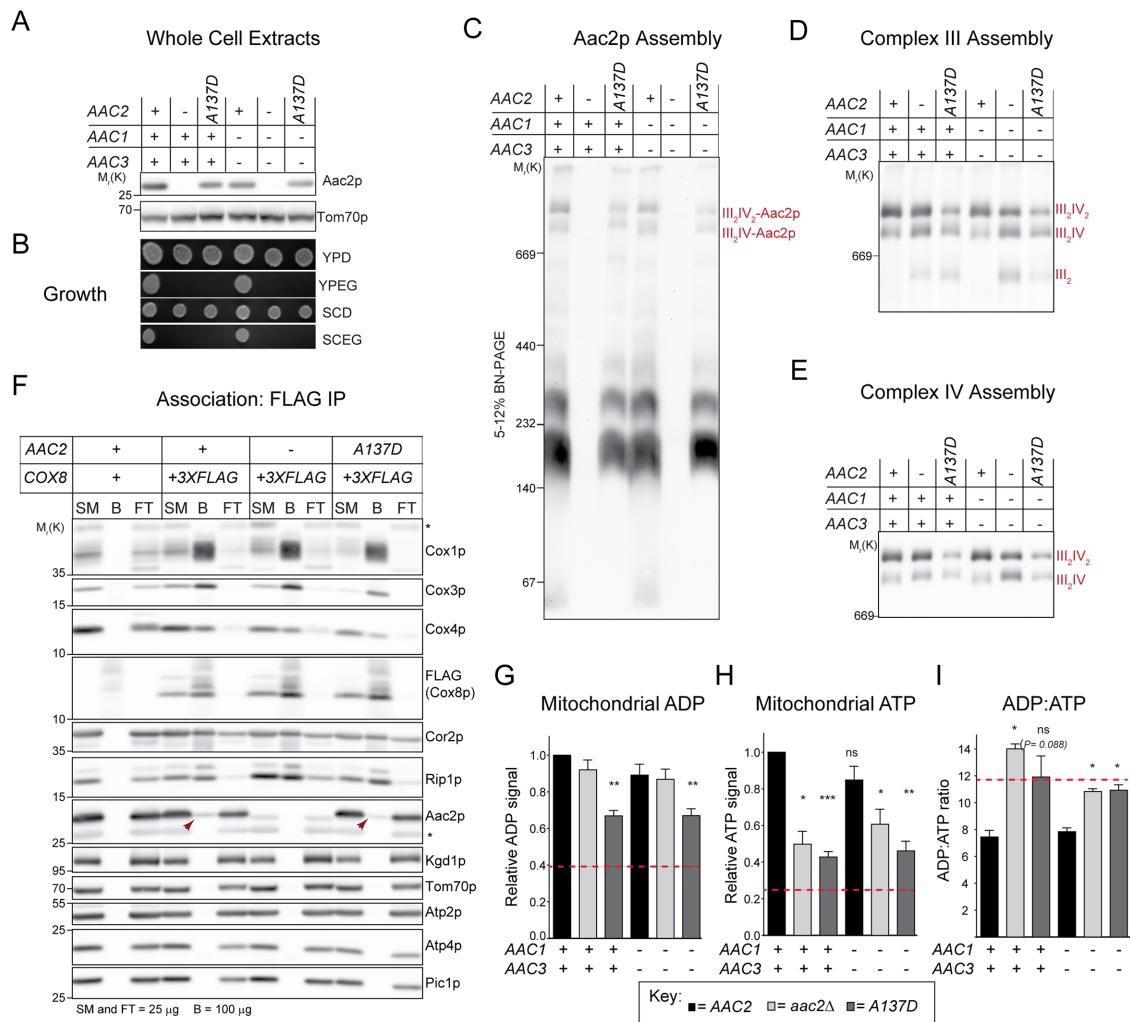 A
Whole Cell Extracts
AAC2 + - A137D + - A137D
AAC1 + + + - - -
AAC3 + + + - - -
Mr(K)
25
Aac2p
70
Tom70p
B
Growth
YPD
YPEG
SCD
SCEG
C
Aac2p Assembly
AAC2 + - A137D + - A137D
AAC1 + + + - - -
AAC3 + + + - - -
Mr(K)
III2IV2-Aac2p
III2IV-Aac2p
669
440
232
140
67
5-12% BN-PAGE
D
Complex III Assembly
AAC2 + - A137D + - A137D
AAC1 + + + - - -
AAC3 + + + - - -
Mr(K)
III2IV2
III2IV
669
III2
E
Complex IV Assembly
AAC2 + - A137D + - A137D
AAC1 + + + - - -
AAC3 + + + - - -
Mr(K)
III2IV2
III2IV
669
F
Association: FLAG IP
AAC2 + + - A137D
COX8 + +3XFLAG +3XFLAG +3XFLAG
SM B FT SM B FT SM B FT SM B FT
Mr(K)
*
Cox1p
35
Cox3p
15
Cox4p
10
FLAG
(Cox8p)
10
Cor2p
35
Rip1p
Aac2p
25
*
Kgd1p
95
70
Tom70p
55
Atp2p
25
Atp4p
Pic1p
25
SM and FT = 25 µg B = 100 µg
G
Mitochondrial ADP
Relative ADP signal
1.0
0.8
0.6
0.4
0.2
0.0
** **
AAC1 + + + - - -
AAC3 + + + - - -
H
Mitochondrial ATP
Relative ATP signal
1.0
0.8
0.6
0.4
0.2
0.0
* *** ns * **
AAC1 + + + - - -
AAC3 + + + - - -
I
ADP:ATP
ADP:ATP ratio
14
12
10
8
6
4
2
* ns
(P= 0.088)
* *
AAC1 + + + - - -
AAC3 + + + - - -
Key: = AAC2 = aac2Δ = A137D